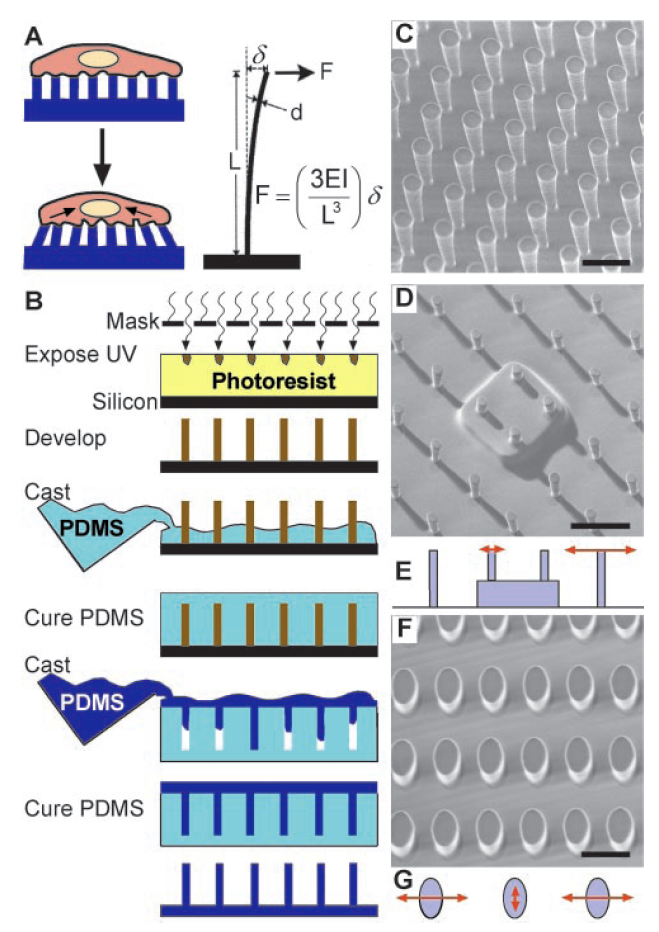 A
δ
F
d
L
F = (3EI / L³) δ
B
Mask
Expose UV
Photoresist
Silicon
Develop
Cast
PDMS
Cure PDMS
Cast
PDMS
Cure PDMS
C
D
E
F
G